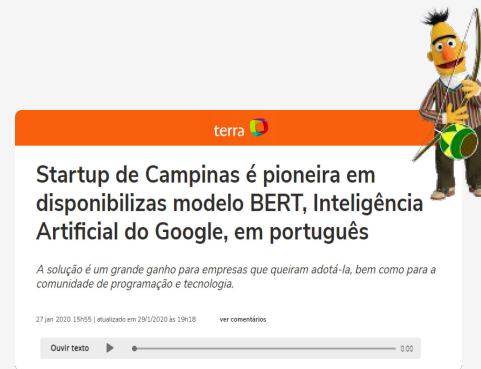 terra
Startup de Campinas é pioneira em
disponibilizas modelo BERT, Inteligência
Artificial do Google, em português
A solução é um grande ganho para empresas que queiram adotá-la, bem como para a
comunidade de programação e tecnologia.
27 jan 2020 15h55 | atualizado em 29/1/2020 às 19h18 ver comentários
Ouvir texto 0:00